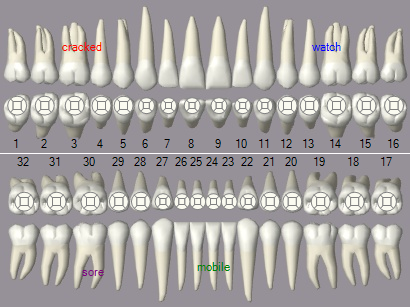 cracked watch
1 2 3 4 5 6 7 8 9 10 11 12 13 14 15 16
32 31 30 29 28 27 26 25 24 23 22 21 20 19 18 17
sore mobile